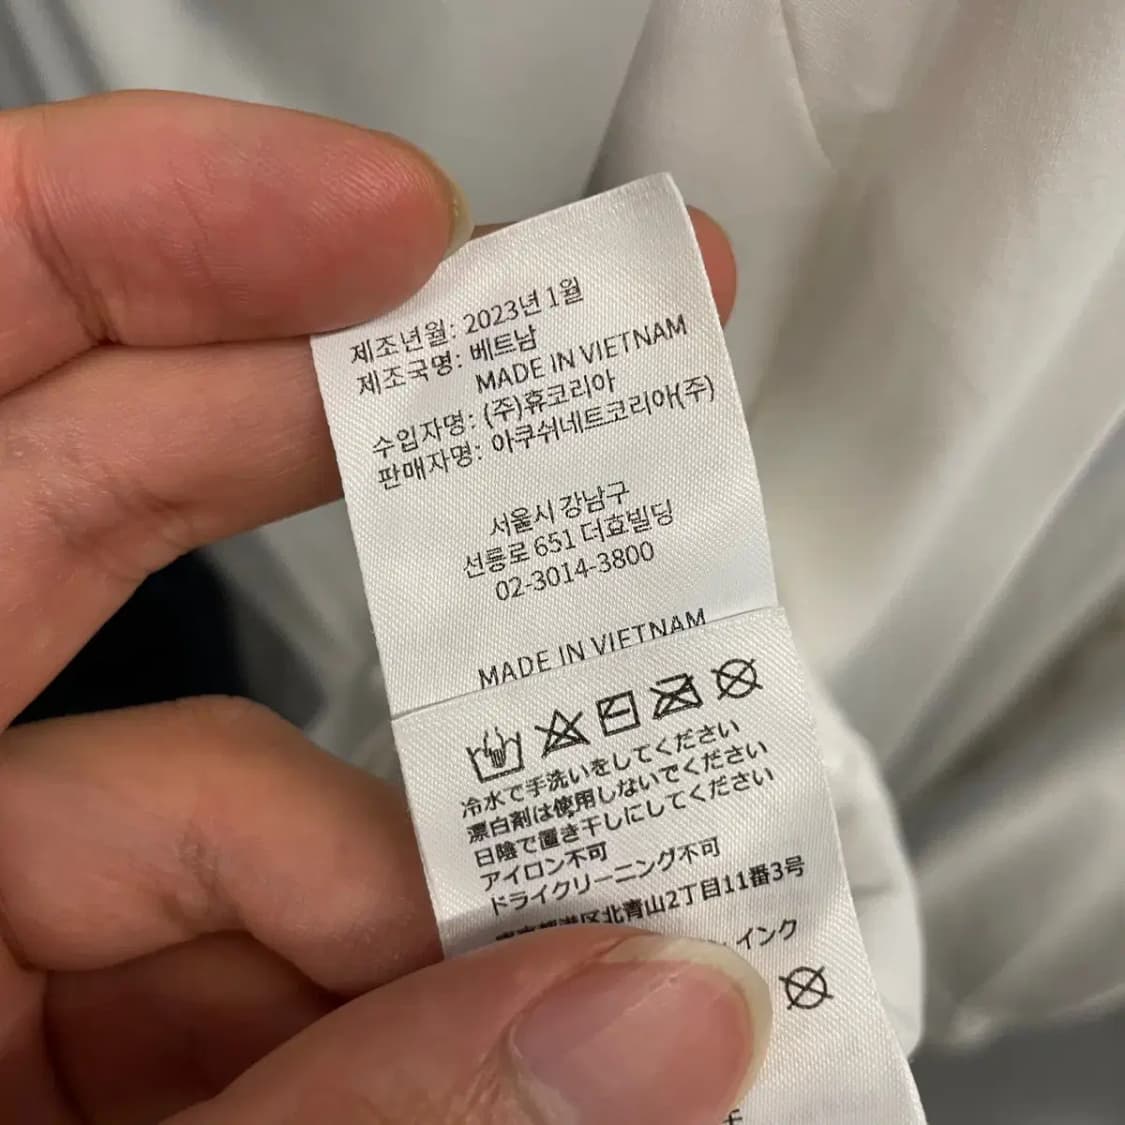 제조년월: 2023년 1월
제조국명: 베트남
MADE IN VIETNAM
수입자명: (주)휴코리아
판매자명: 아쿠쉬네트코리아(주)
서울시 강남구
선릉로 651 더효빌딩
02-3014-3800
MADE IN VIETNAM
冷水で手洗いをしてください
漂白剤は使用しないでください
日陰で置き干しにしてください
アイロン不可
ドライクリーニング不可
東京都港区北青山2丁目11番3号
インク